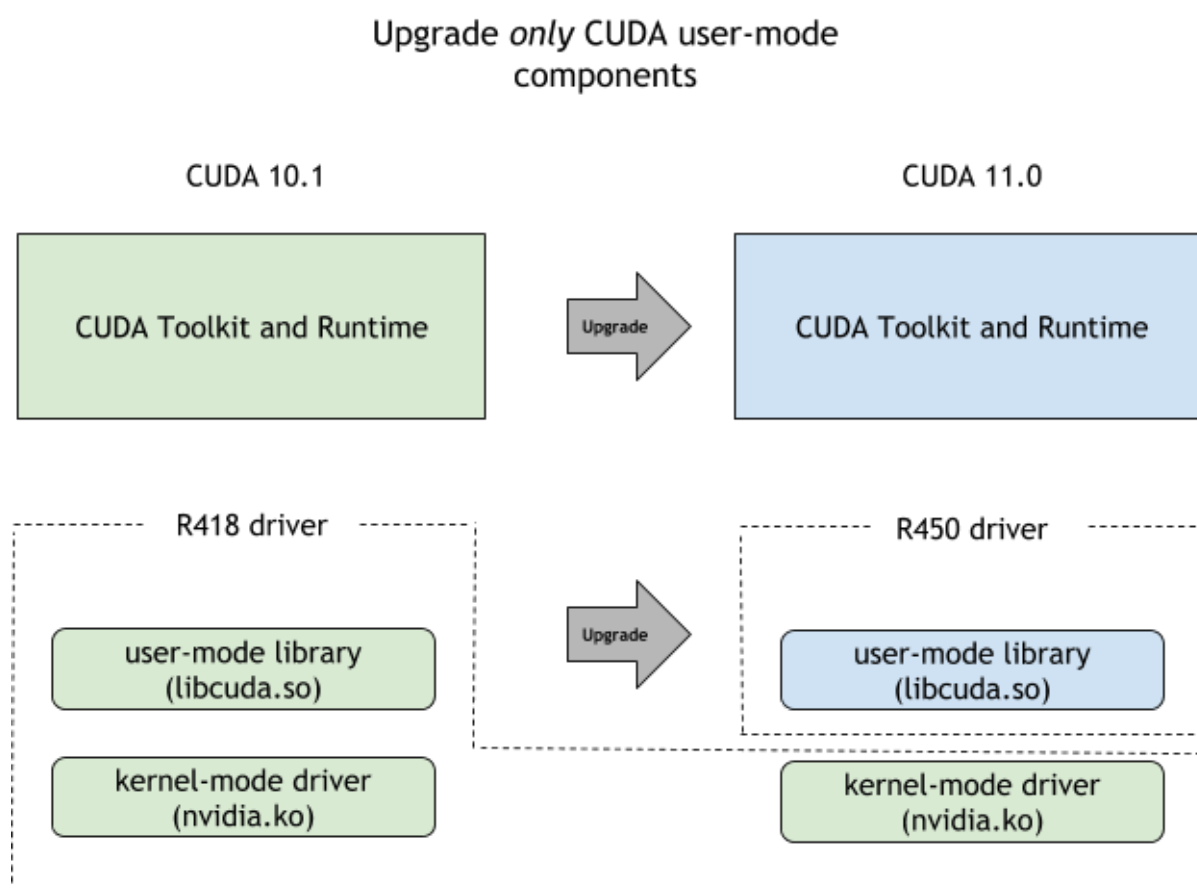 Upgrade only CUDA user-mode
components
CUDA 10.1
CUDA 11.0
CUDA Toolkit and Runtime
Upgrade
CUDA Toolkit and Runtime
R418 driver
R450 driver
user-mode library
(libcuda.so)
Upgrade
user-mode library
(libcuda.so)
kernel-mode driver
(nvidia.ko)
kernel-mode driver
(nvidia.ko)